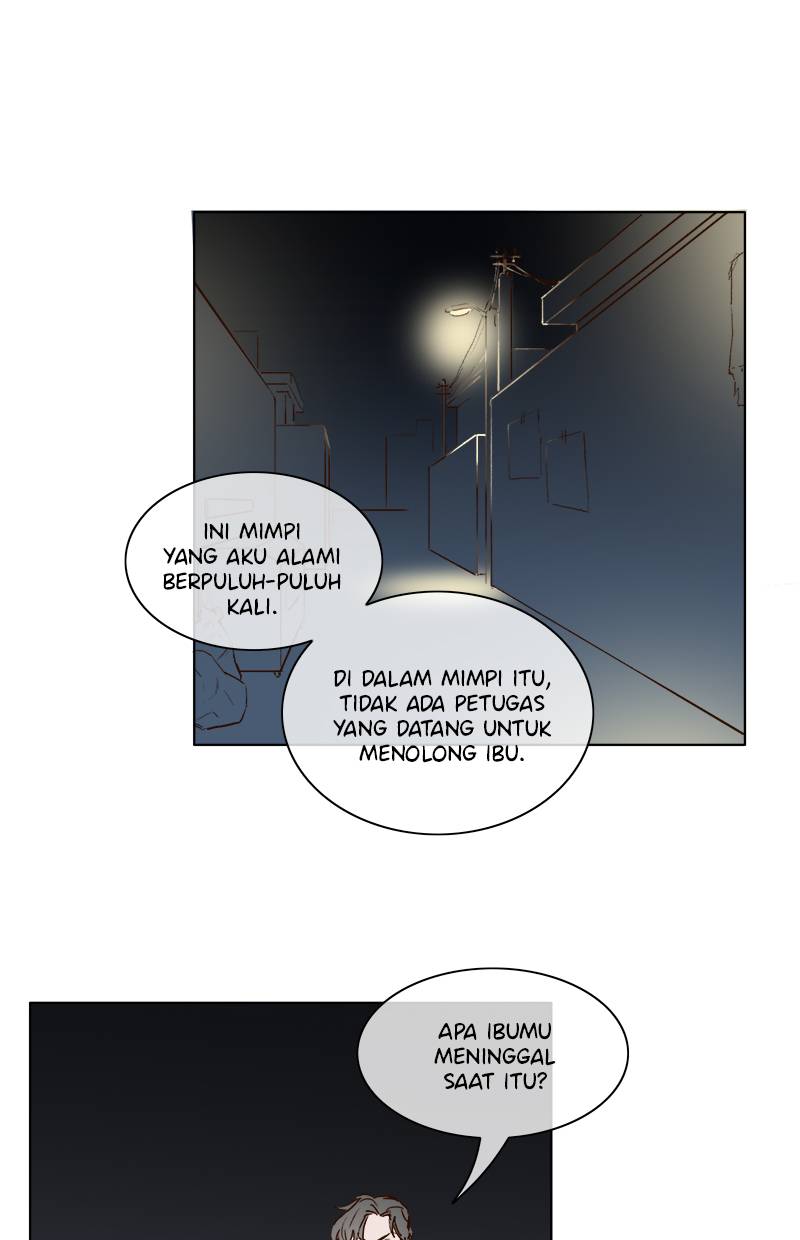 INI MIMPI
YANG AKU ALAMI
BERPULUH-PULUH
KALI.
DI DALAM MIMPI ITU,
TIDAK ADA PETUGAS
YANG DATANG UNTUK
MENOLONG IBU.
APA IBUMU
MENINGGAL
SAAT ITU?